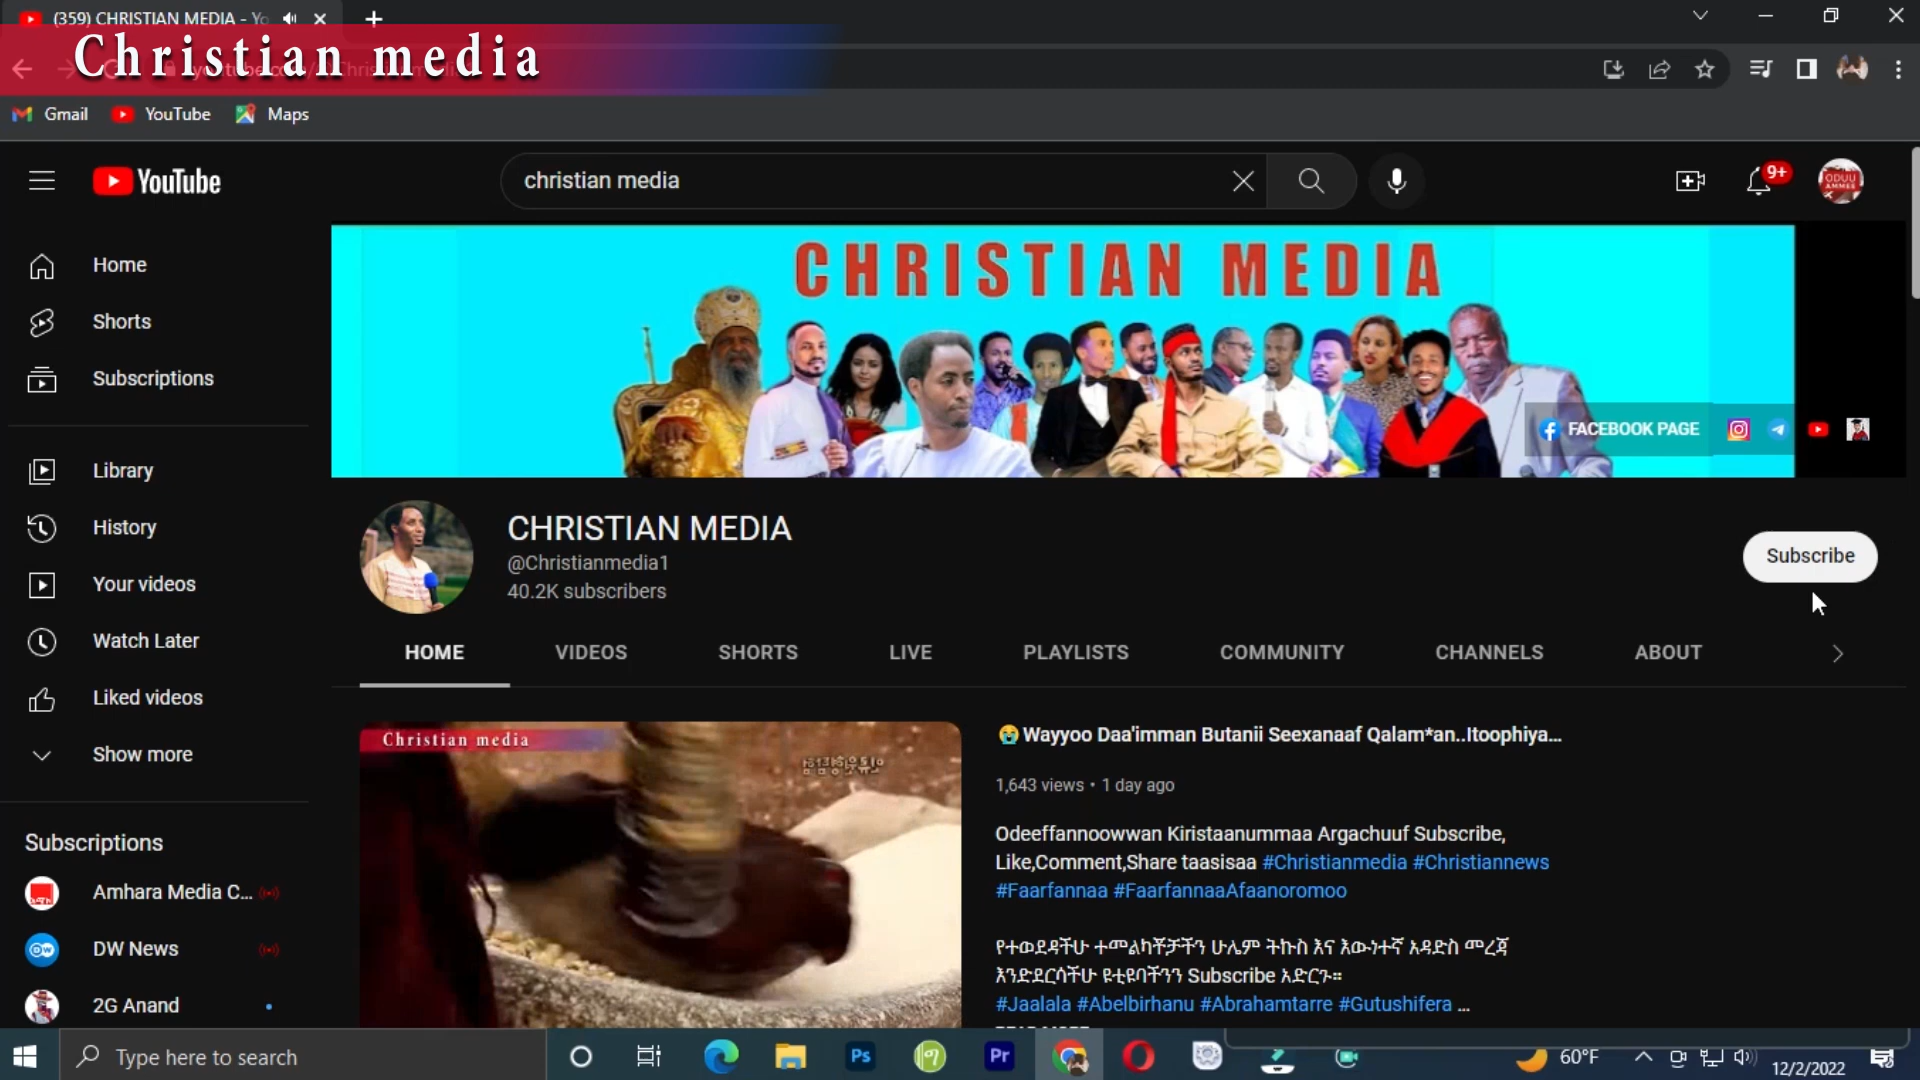 (359) CHRISTIAN MEDIA - Yo
Christian media
Gmail
YouTube
Maps
YouTube
christian media
9+
ODUU
AMMEE
Home
Shorts
Subscriptions
Library
History
Your videos
Watch Later
Liked videos
Show more
Subscriptions
Amhara Media C...
DW News
2G Anand
CHRISTIAN MEDIA
FACEBOOK PAGE
CHRISTIAN MEDIA
@Christianmedia1
40.2K subscribers
Subscribe
HOME VIDEOS SHORTS LIVE PLAYLISTS COMMUNITY CHANNELS ABOUT
Christian media
😭Wayyoo Daa'imman Butanii Seexanaaf Qalam*an..Itoophiya...
1,643 views • 1 day ago
Odeeffannoowwan Kiristaanummaa Argachuuf Subscribe,
Like,Comment,Share taasisaa #Christianmedia #Christiannews
#Faarfannaa #FaarfannaaAfaanoromoo
የተወደዳችሁ ተመልካቾቻችን ሁሌም ትኩስ እና እውነተኛ አዳድስ መረጃ
እንድደርሳችሁ ዩቲዩባችንን Subscribe አድርጉ።
#Jaalala #Abelbirhanu #Abrahamtarre #Gutushifera ...
Type here to search
Ps
Pr
60°F
12/2/2022